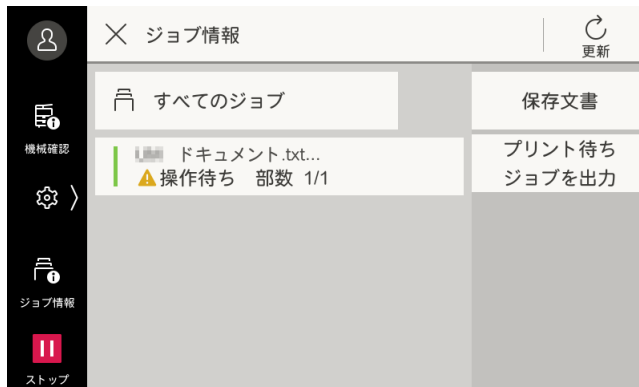 ジョブ情報
更新
すべてのジョブ
保存文書
機械確認
ドキュメント.txt...
操作待ち 部数 1/1
プリント待ち
ジョブを出力
ジョブ情報
ストップ